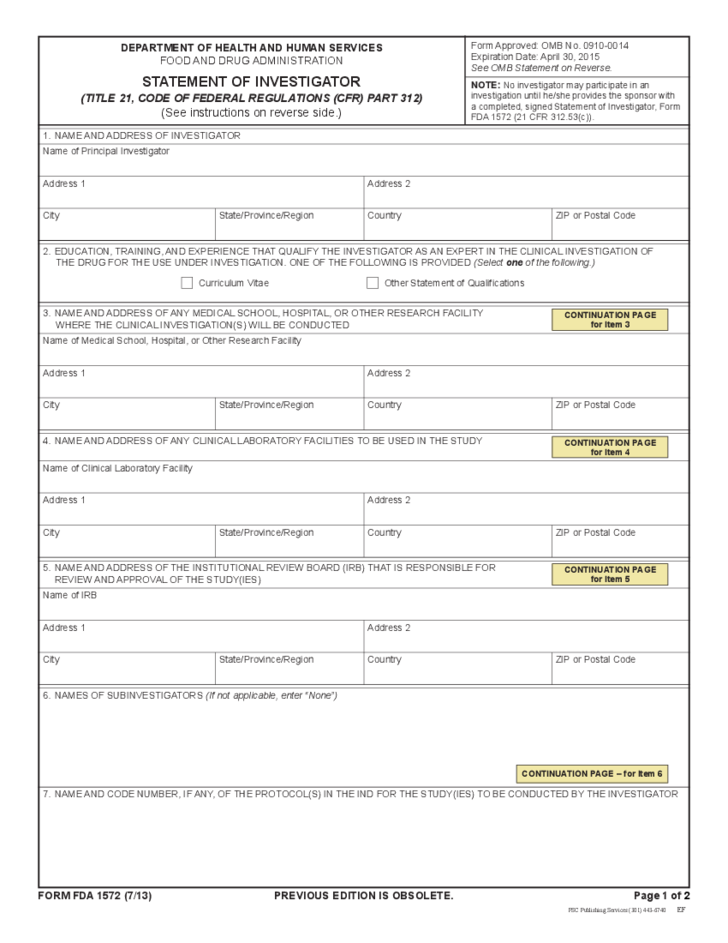 DEPARTMENT OF HEALTH AND HUMAN SERVICES
FOOD AND DRUG ADMINISTRATION
STATEMENT OF INVESTIGATOR
(TITLE 21, CODE OF FEDERAL REGULATIONS (CFR) PART 312)
(See instructions on reverse side.)
Form Approved: OMB No. 0910-0014
Expiration Date: April 30, 2015
See OMB Statement on Reverse.
NOTE: No investigator may participate in an
investigation until he/she provides the sponsor with
a completed, signed Statement of Investigator, Form
FDA 1572 (21 CFR 312.53(c)).
1. NAME AND ADDRESS OF INVESTIGATOR
Name of Principal Investigator
Address 1
Address 2
City
State/Province/Region
Country
ZIP or Postal Code
2. EDUCATION, TRAINING, AND EXPERIENCE THAT QUALIFY THE INVESTIGATOR AS AN EXPERT IN THE CLINICAL INVESTIGATION OF
THE DRUG FOR THE USE UNDER INVESTIGATION. ONE OF THE FOLLOWING IS PROVIDED (Select one of the following.)
Curriculum Vitae
Other Statement of Qualifications
3. NAME AND ADDRESS OF ANY MEDICAL SCHOOL, HOSPITAL, OR OTHER RESEARCH FACILITY
WHERE THE CLINICAL INVESTIGATION(S) WILL BE CONDUCTED
CONTINUATION PAGE
for Item 3
Name of Medical School, Hospital, or Other Research Facility
Address 1
Address 2
City
State/Province/Region
Country
ZIP or Postal Code
4. NAME AND ADDRESS OF ANY CLINICAL LABORATORY FACILITIES TO BE USED IN THE STUDY
CONTINUATION PAGE
for Item 4
Name of Clinical Laboratory Facility
Address 1
Address 2
City
State/Province/Region
Country
ZIP or Postal Code
5. NAME AND ADDRESS OF THE INSTITUTIONAL REVIEW BOARD (IRB) THAT IS RESPONSIBLE FOR
REVIEW AND APPROVAL OF THE STUDY(IES)
CONTINUATION PAGE
for Item 5
Name of IRB
Address 1
Address 2
City
State/Province/Region
Country
ZIP or Postal Code
6. NAMES OF SUBINVESTIGATORS (If not applicable, enter "None")
CONTINUATION PAGE – for Item 6
7. NAME AND CODE NUMBER, IF ANY, OF THE PROTOCOL(S) IN THE IND FOR THE STUDY(IES) TO BE CONDUCTED BY THE INVESTIGATOR
FORM FDA 1572 (7/13)
PREVIOUS EDITION IS OBSOLETE.
Page 1 of 2
PSC Publishing Services (301) 443-6740 EF